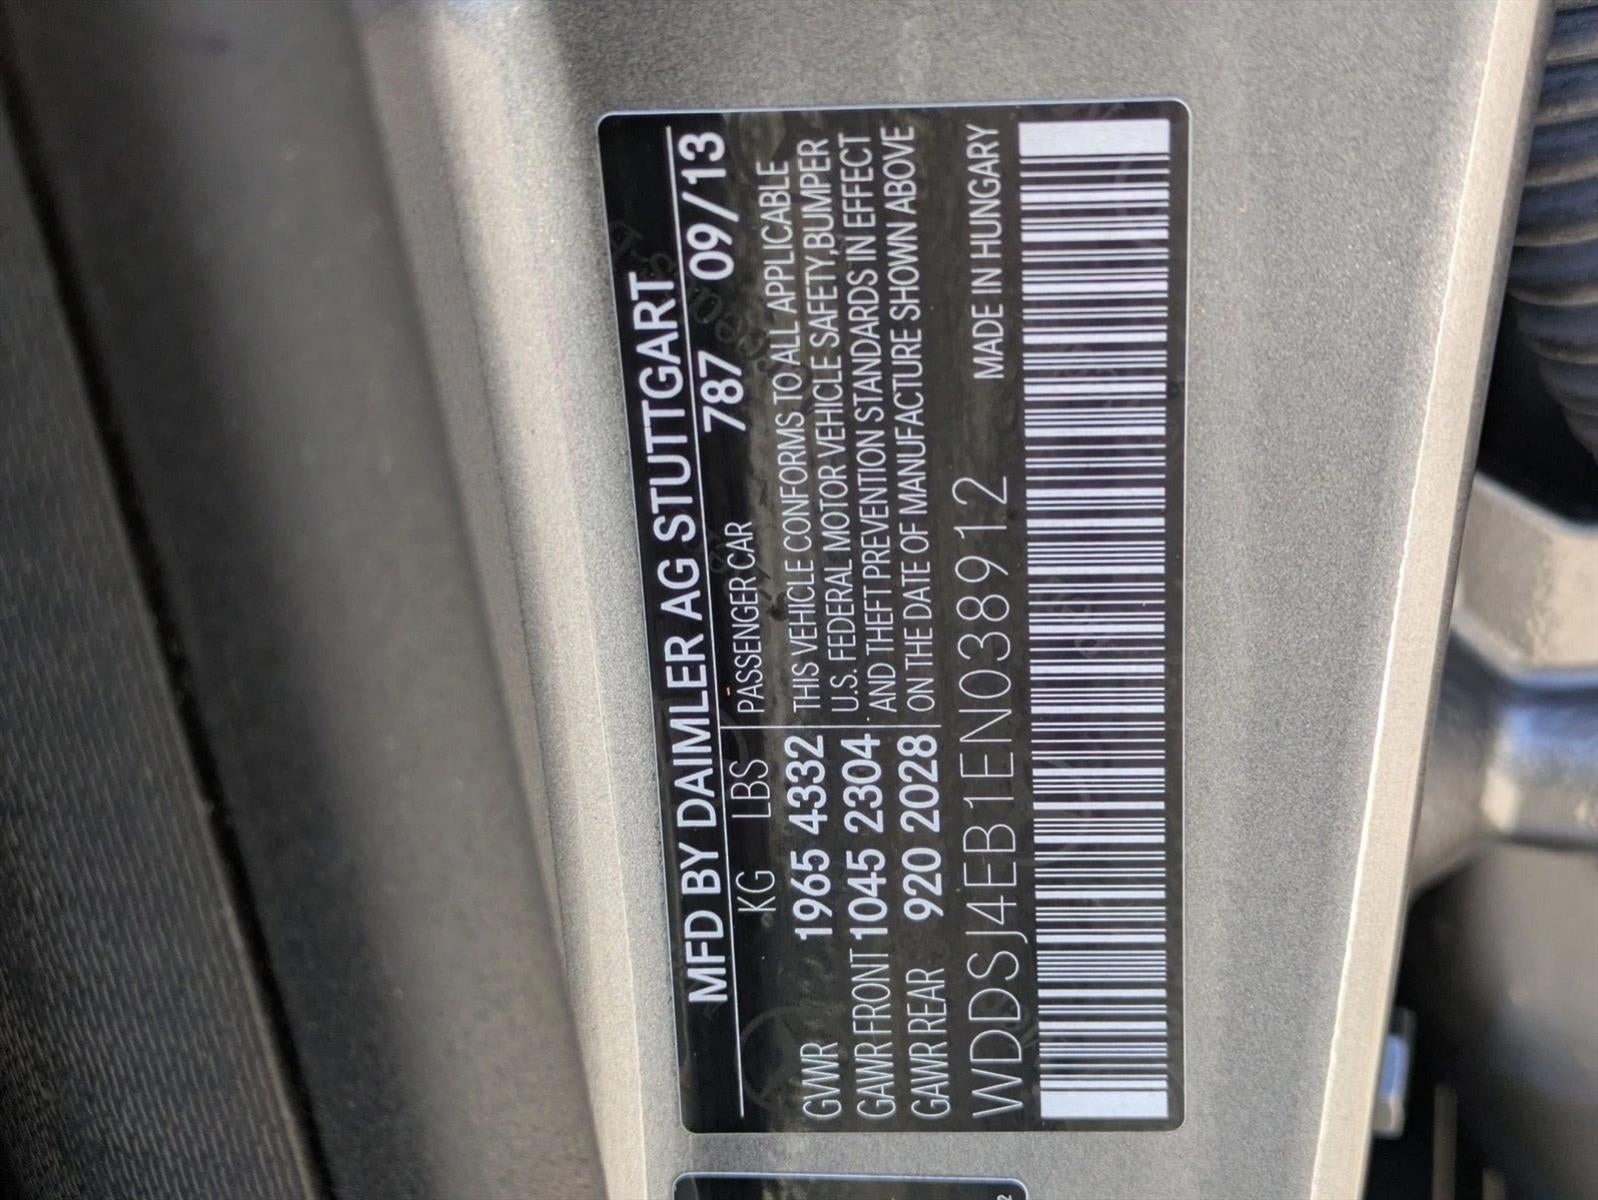 MFD BY DAIMLER AG STUTTGART
787 09/13
KG LBS PASSENGER CAR
GVWR 1965 4332 THIS VEHICLE CONFORMS TO ALL APPLICABLE
GAWR FRONT 1045 2304 U.S. FEDERAL MOTOR VEHICLE SAFETY, BUMPER
AND THEFT PREVENTION STANDARDS IN EFFECT
GAWR REAR 920 2028 ON THE DATE OF MANUFACTURE SHOWN ABOVE
WDDSJ4EB1EN038912 MADE IN HUNGARY